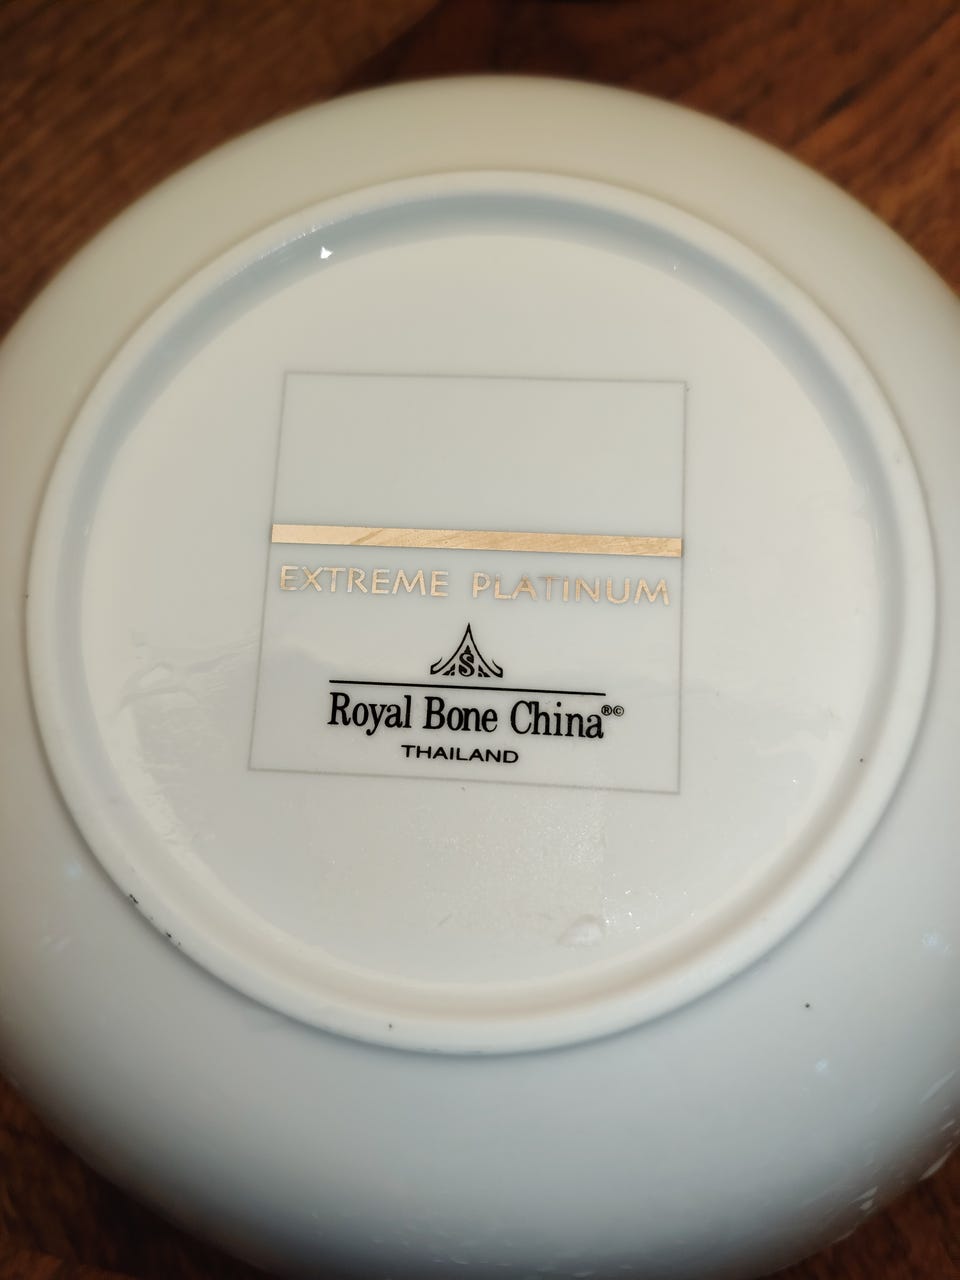 EXTREME PLATINUM
S
Royal Bone China®©
THAILAND